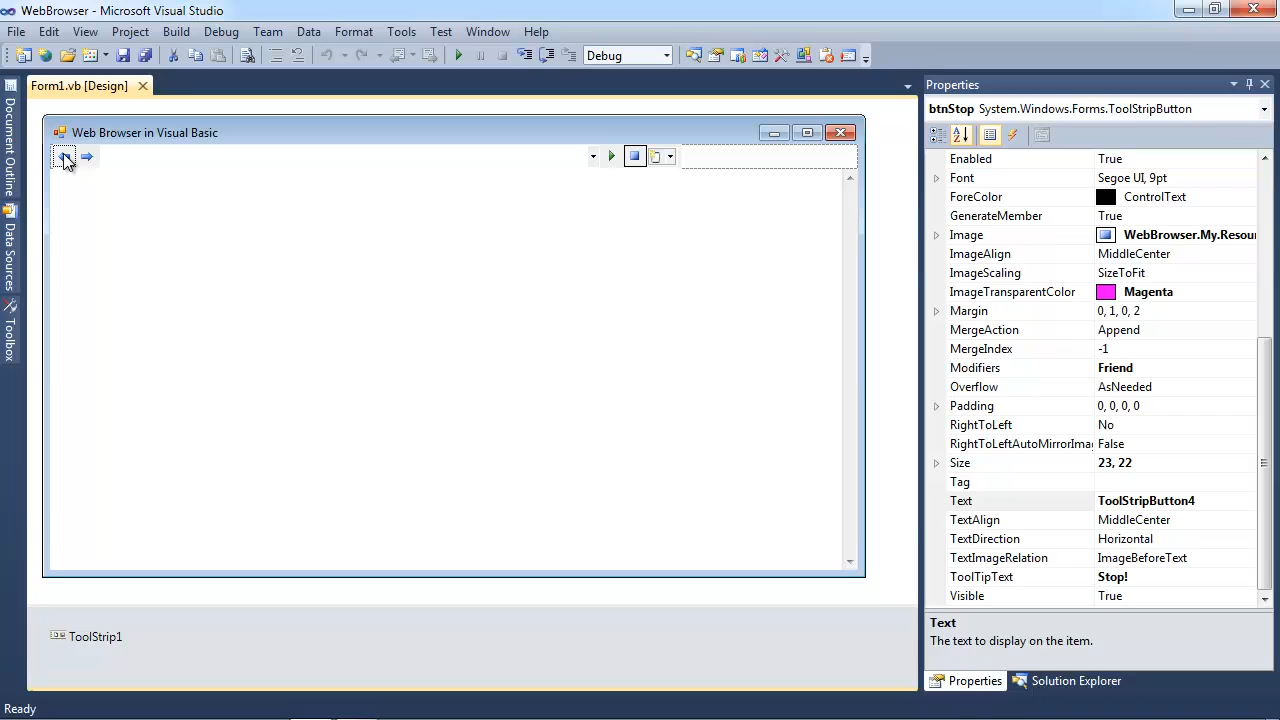 WebBrowser - Microsoft Visual Studio
File Edit View Project Build Debug Team Data Format Tools Test Window Help
Debug
Form1.vb [Design]
Document Outline
Data Sources
Toolbox
Web Browser in Visual Basic
ToolStrip1
Properties
btnStop System.Windows.Forms.ToolStripButton
Enabled True
Font Segoe UI, 9pt
ForeColor ControlText
GenerateMember True
Image WebBrowser.My.Resour
ImageAlign MiddleCenter
ImageScaling SizeToFit
ImageTransparentColor Magenta
Margin 0, 1, 0, 2
MergeAction Append
MergeIndex -1
Modifiers Friend
Overflow AsNeeded
Padding 0, 0, 0, 0
RightToLeft No
RightToLeftAutoMirrorImag False
Size 23, 22
Tag
Text ToolStripButton4
TextAlign MiddleCenter
TextDirection Horizontal
TextImageRelation ImageBeforeText
ToolTipText Stop!
Visible True
Text
The text to display on the item.
Properties Solution Explorer
Ready